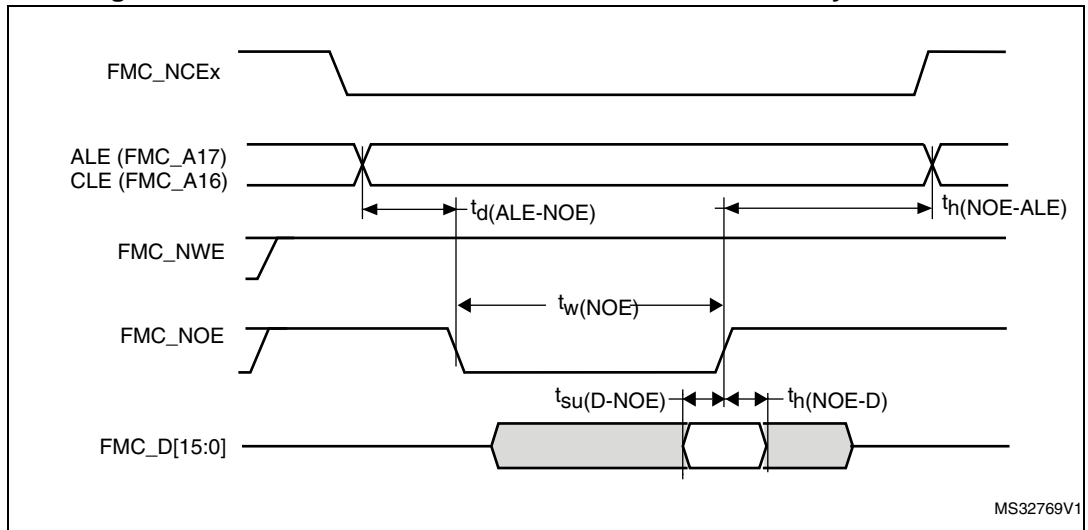 FMC_NCEx
ALE (FMC_A17)
CLE (FMC_A16)
td(ALE-NOE)
th(NOE-ALE)
FMC_NWE
tw(NOE)
FMC_NOE
tsu(D-NOE)
th(NOE-D)
FMC_D[15:0]
MS32769V1